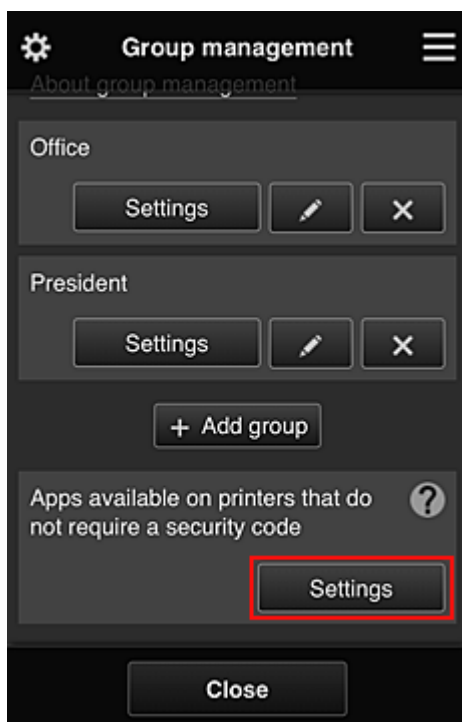 Group management
About group management
Office
Settings
President
Settings
+ Add group
Apps available on printers that do
not require a security code
?
Settings
Close